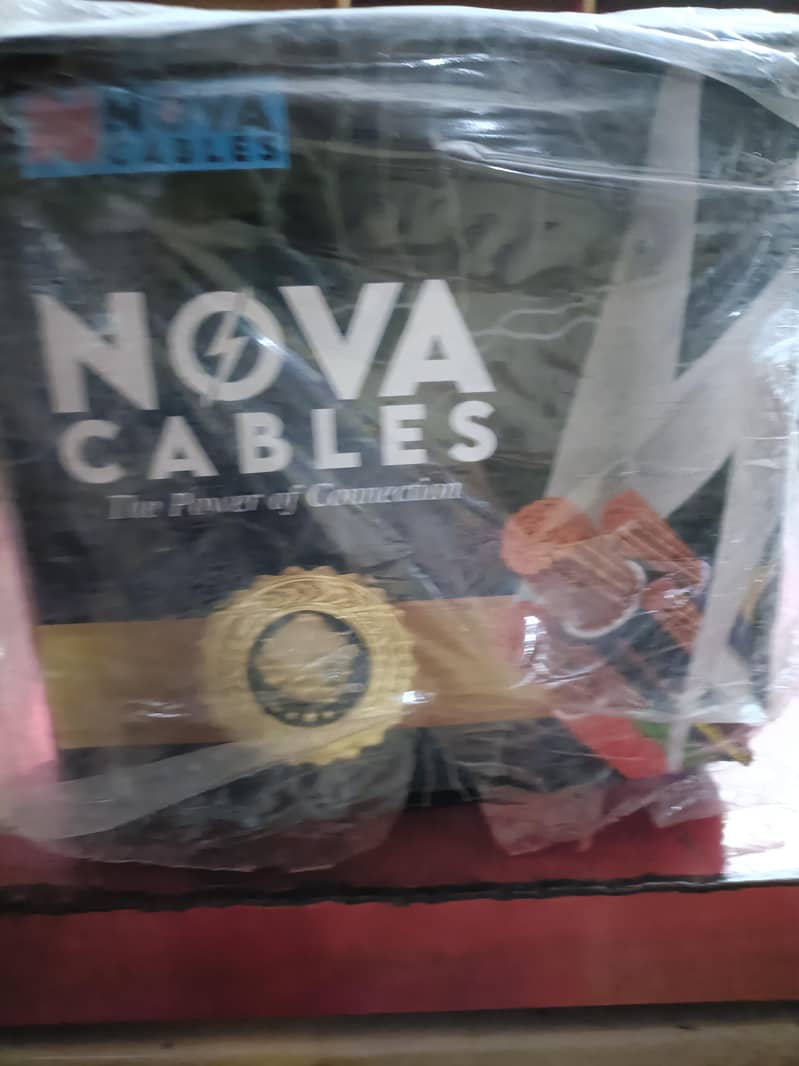 NOVA
CABLES
NOVA
CABLES
The Power of Connection